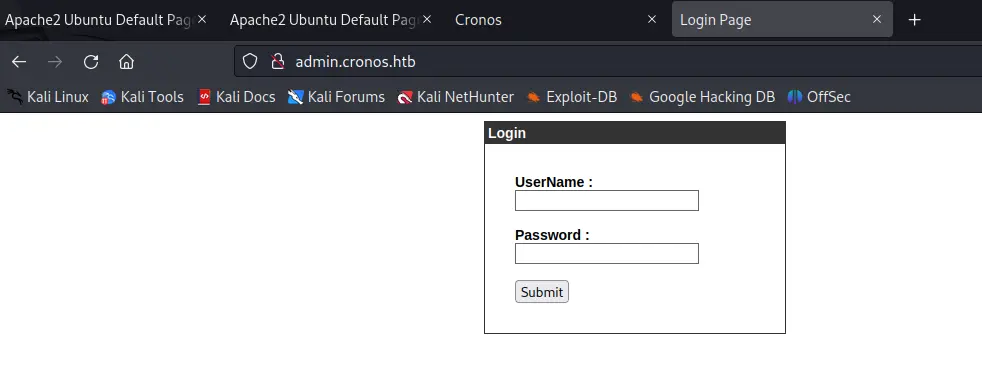 Apache2 Ubuntu Default Pag Apache2 Ubuntu Default Pag Cronos Login Page
admin.cronos.htb
Kali Linux Kali Tools Kali Docs Kali Forums Kali NetHunter Exploit-DB Google Hacking DB OffSec
Login
UserName :
Password :
Submit